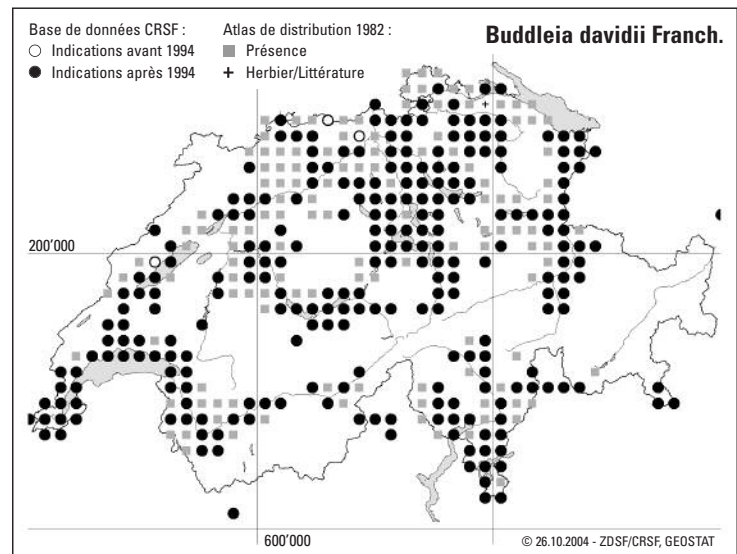 Base de données CRSF :
Indications avant 1994
Indications après 1994
Atlas de distribution 1982 :
Présence
+ Herbier/Littérature
Buddleia davidii Franch.
200'000
600'000
© 26.10.2004 - ZDSF/CRSF, GEOSTAT